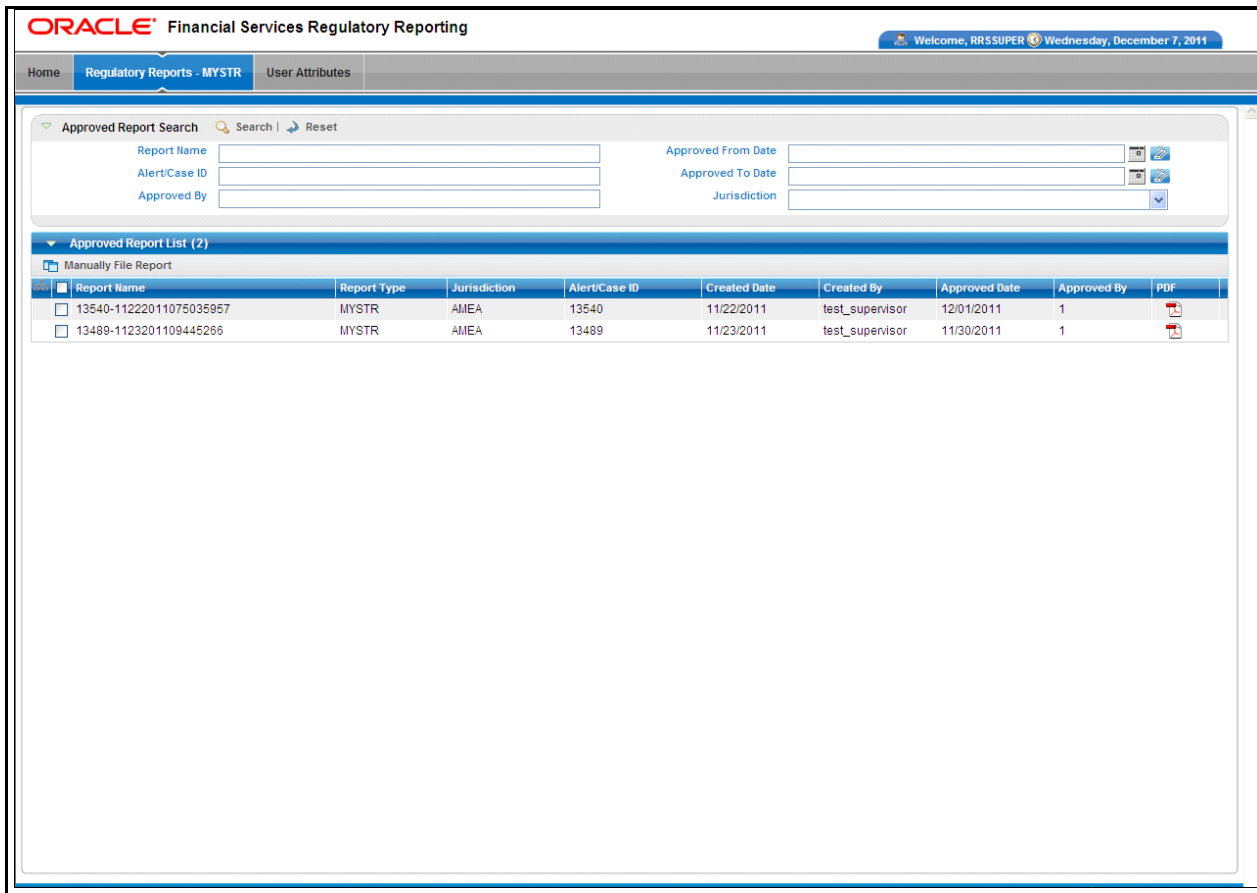 ORACLE Financial Services Regulatory Reporting
Welcome, RRSSUPER Wednesday, December 7, 2011
Home Regulatory Reports - MYSTR User Attributes
Approved Report Search Search | Reset
Report Name Approved From Date
Alert/Case ID Approved To Date
Approved By Jurisdiction
Approved Report List (2)
Manually File Report
Report Name Report Type Jurisdiction Alert/Case ID Created Date Created By Approved Date Approved By PDF
13540-11222011075035957 MYSTR AMEA 13540 11/22/2011 test_supervisor 12/01/2011 1
13489-1123201109445266 MYSTR AMEA 13489 11/23/2011 test_supervisor 11/30/2011 1